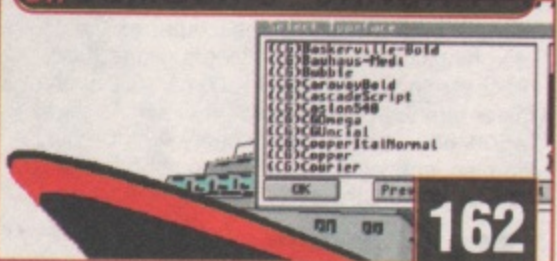 Select Typeface
(CG)Baskerville-Bold
(CG)Bauhaus-Medi
(CG)Bubble
(CG)CarawayBold
(CG)CascadeScript
(CG)Caslon540
(CG)CGOmega
(CG)CGUncial
(CG)CooperItalNormal
(CG)Copper
(CG)Courier
OK
162